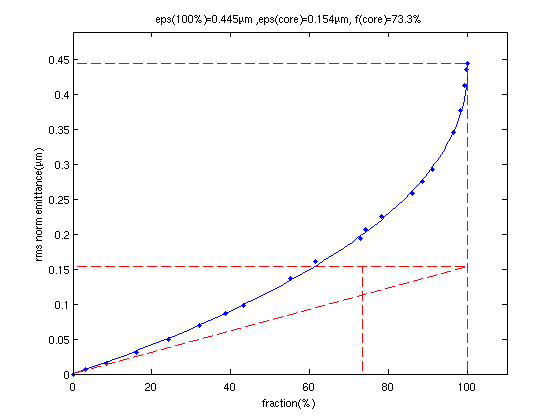 eps(100%)=0.445µm ,eps(core)=0.154µm, f(core)=73.3%
rms norm emittance(µm)
0.45
0.4
0.35
0.3
0.25
0.2
0.15
0.1
0.05
0
0 20 40 60 80 100
fraction(%)